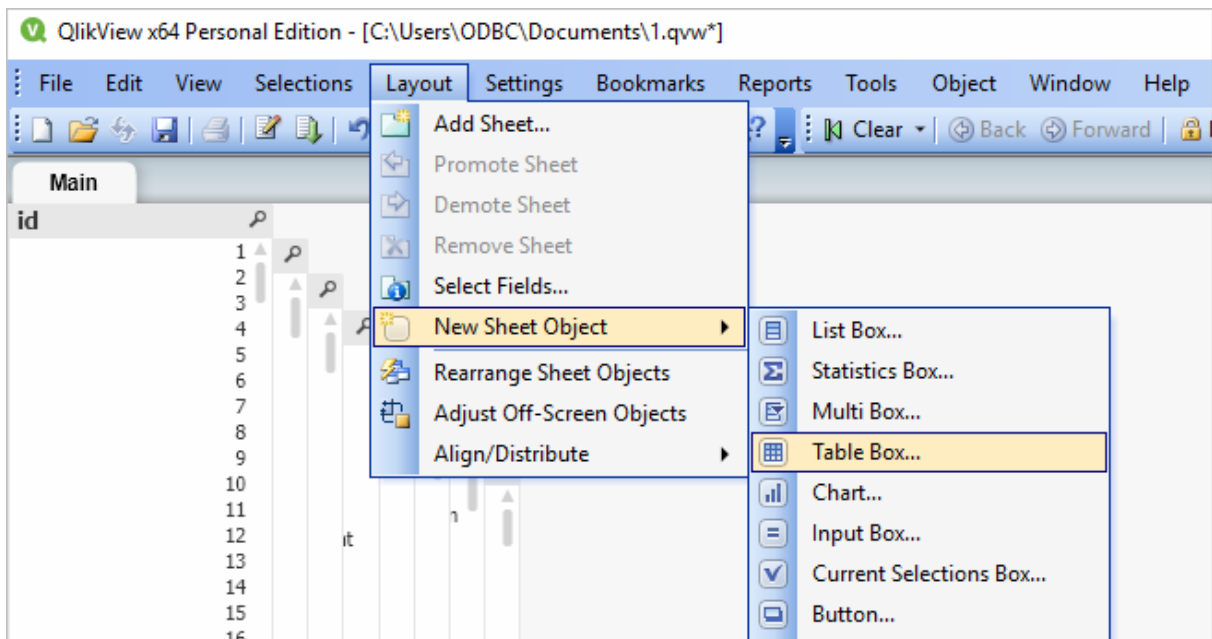 QlikView x64 Personal Edition - [C:\Users\ODBC\Documents\1.qvw*]
File Edit View Selections Layout Settings Bookmarks Reports Tools Object Window Help
Clear Back Forward
Main
id
1
2
3
4
5
6
7
8
9
10
11
12
13
14
15
16
Add Sheet...
Promote Sheet
Demote Sheet
Remove Sheet
Select Fields...
New Sheet Object
Rearrange Sheet Objects
Adjust Off-Screen Objects
Align/Distribute
List Box...
Statistics Box...
Multi Box...
Table Box...
Chart...
Input Box...
Current Selections Box...
Button...